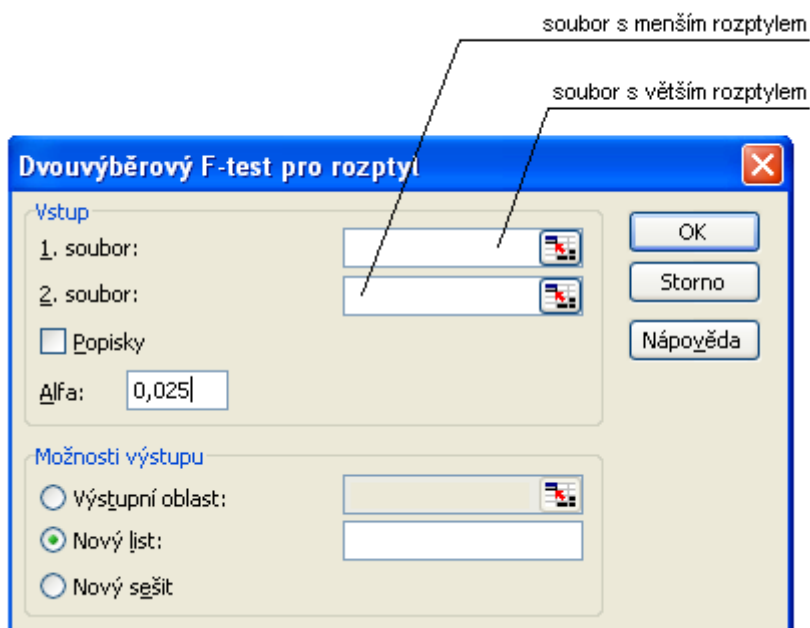 soubor s menším rozptylem
soubor s větším rozptylem
Dvouvýběrový F-test pro rozptyl
Vstup
1. soubor:
2. soubor:
Popisky
Alfa: 0,025
OK
Storno
Nápověda
Možnosti výstupu
Výstupní oblast:
Nový list:
Nový sešit